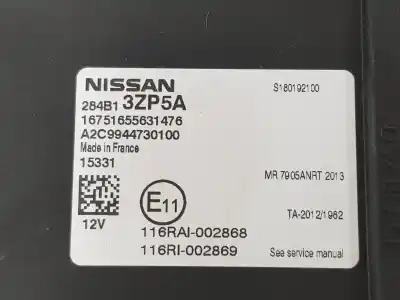 NISSAN
S180192100
284B1 3ZP5A
16751655631476
A2C9944730100
Made in France
15331
MR 7905ANRT 2013
E11
TA-2012/1982
12V
116RAI-002868
116RI-002869
See service manual